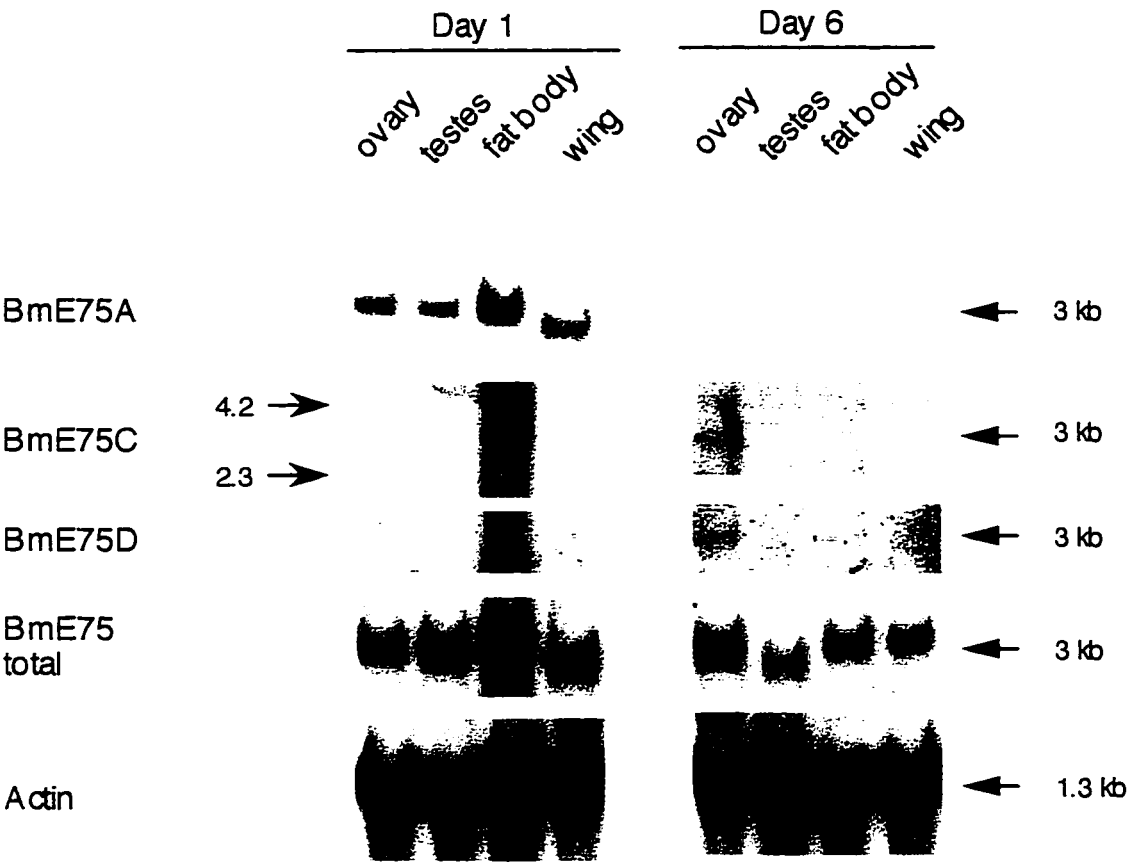 Day 1
Day 6
ovary testes fat body wing
ovary testes fat body wing
BmE75A
3 kb
4.2
BmE75C
3 kb
2.3
BmE75D
3 kb
BmE75
total
3 kb
Actin
1.3 kb